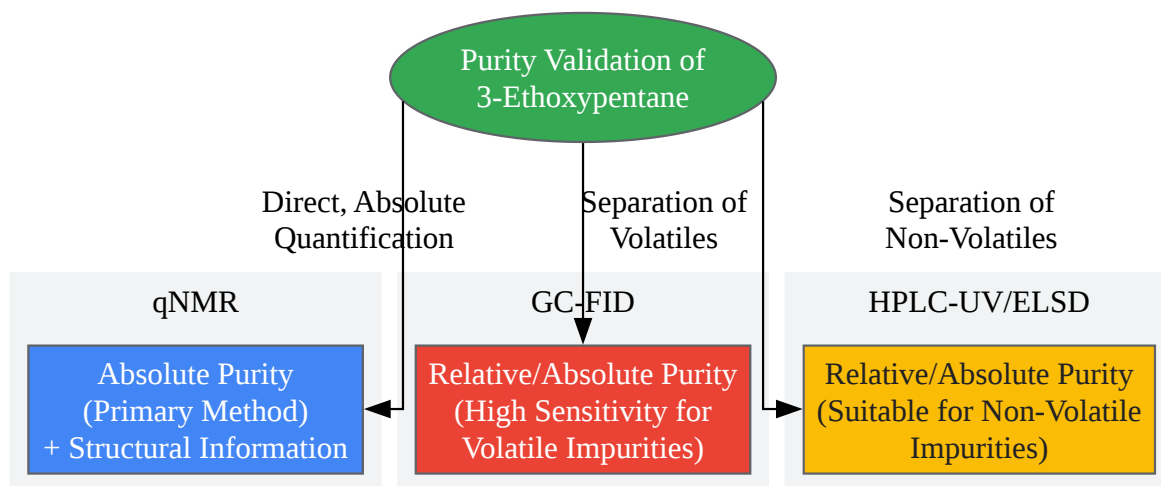 Purity Validation of
3-Ethoxypentane
Direct, Absolute
Quantification
Separation of
Volatiles
Separation of
Non-Volatiles
qNMR
GC-FID
HPLC-UV/ELSD
Absolute Purity
(Primary Method)
+ Structural Information
Relative/Absolute Purity
(High Sensitivity for
Volatile Impurities)
Relative/Absolute Purity
(Suitable for Non-Volatile
Impurities)